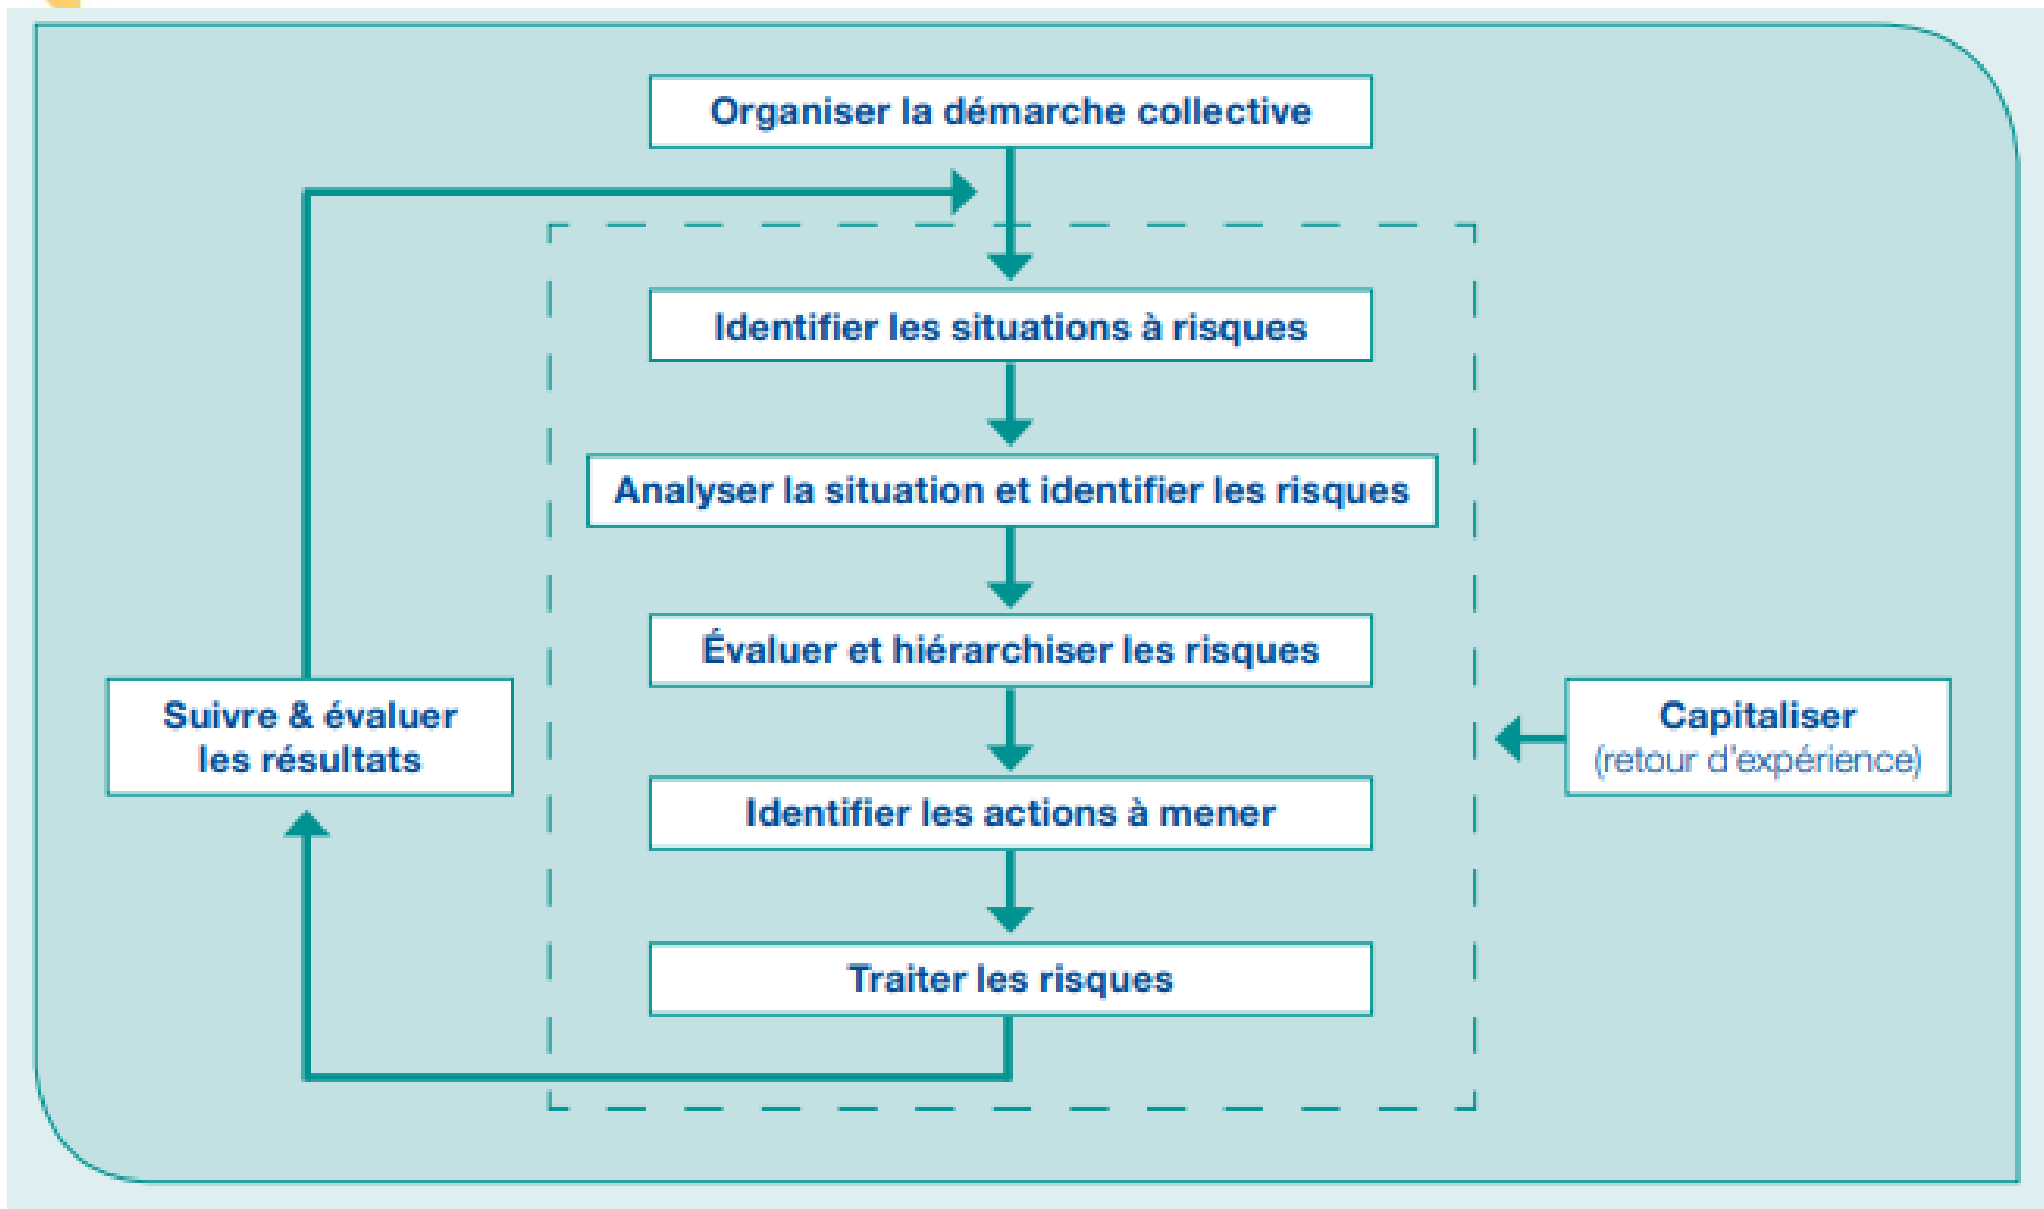 Organiser la démarche collective
Identifier les situations à risques
Analyser la situation et identifier les risques
Évaluer et hiérarchiser les risques
Suivre & évaluer
les résultats
Capitaliser
(retour d'expérience)
Identifier les actions à mener
Traiter les risques